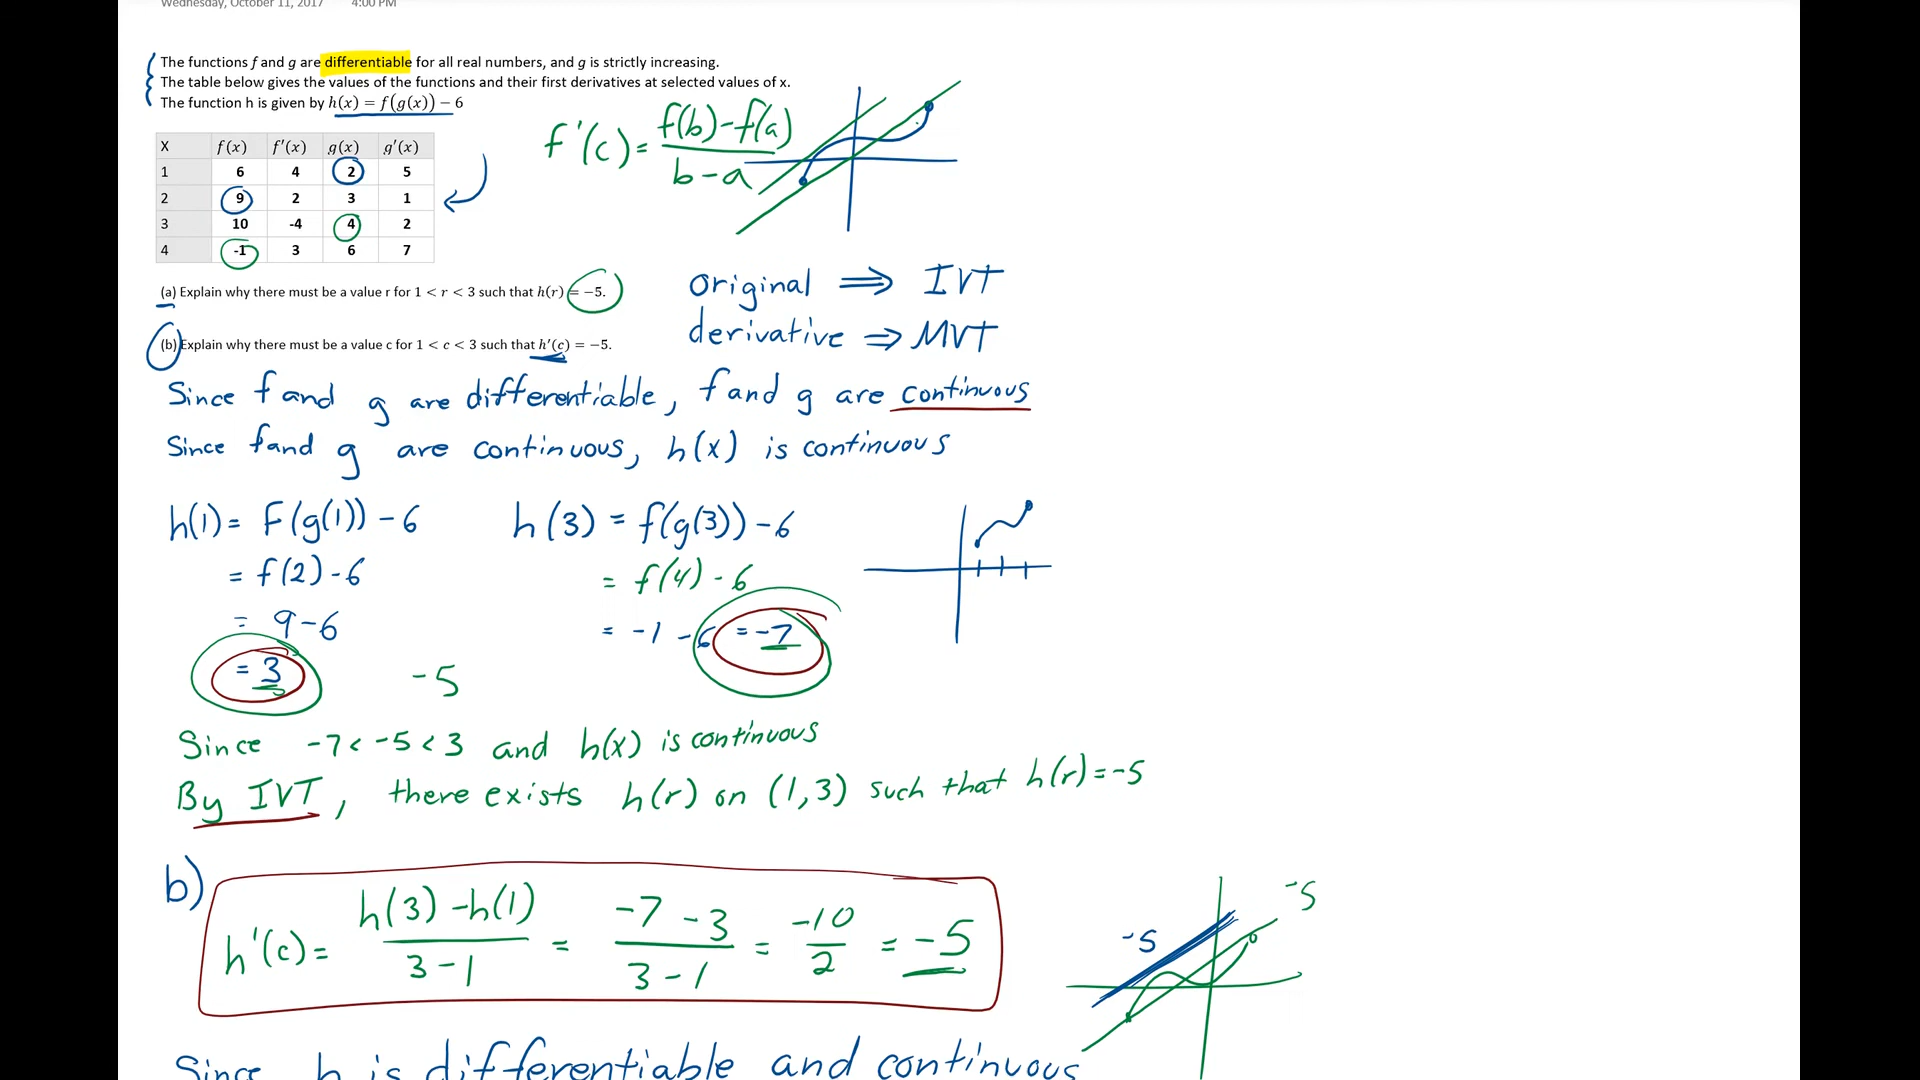 Wednesday, October 11, 2017 4:00 PM
The functions f and g are differentiable for all real numbers, and g is strictly increasing.
The table below gives the values of the functions and their first derivatives at selected values of x.
The function h is given by h(x) = f(g(x)) − 6
f'(c) = f(b)-f(a) / b-a
X f(x) f'(x) g(x) g'(x)
1 6 4 2 5
2 9 2 3 1
3 10 -4 4 2
4 -1 3 6 7
(a) Explain why there must be a value r for 1 < r < 3 such that h(r) = −5.
original ⇒ IVT
derivative ⇒ MVT
(b) Explain why there must be a value c for 1 < c < 3 such that h'(c) = −5.
Since f and g are differentiable, f and g are continuous
Since f and g are continuous, h(x) is continuous
h(1) = F(g(1)) - 6 h(3) = f(g(3)) - 6
= f(2) - 6 = f(4) - 6
= 9 - 6 = -1 - 6 = -7
= 3 -5
Since -7 < -5 < 3 and h(x) is continuous
By IVT, there exists h(r) on (1,3) such that h(r) = -5
b)
h'(c) = h(3) - h(1) / 3 - 1 = -7 - 3 / 3 - 1 = -10 / 2 = -5
-5
-5
Since h is differentiable and continuous